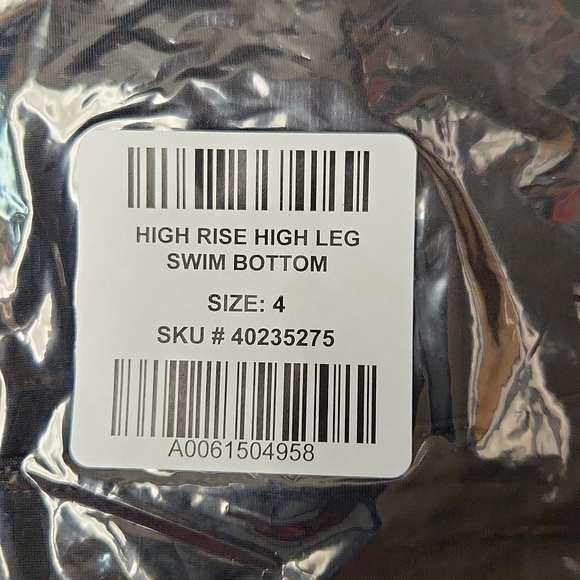 HIGH RISE HIGH LEG
SWIM BOTTOM
SIZE: 4
SKU # 40235275
A0061504958